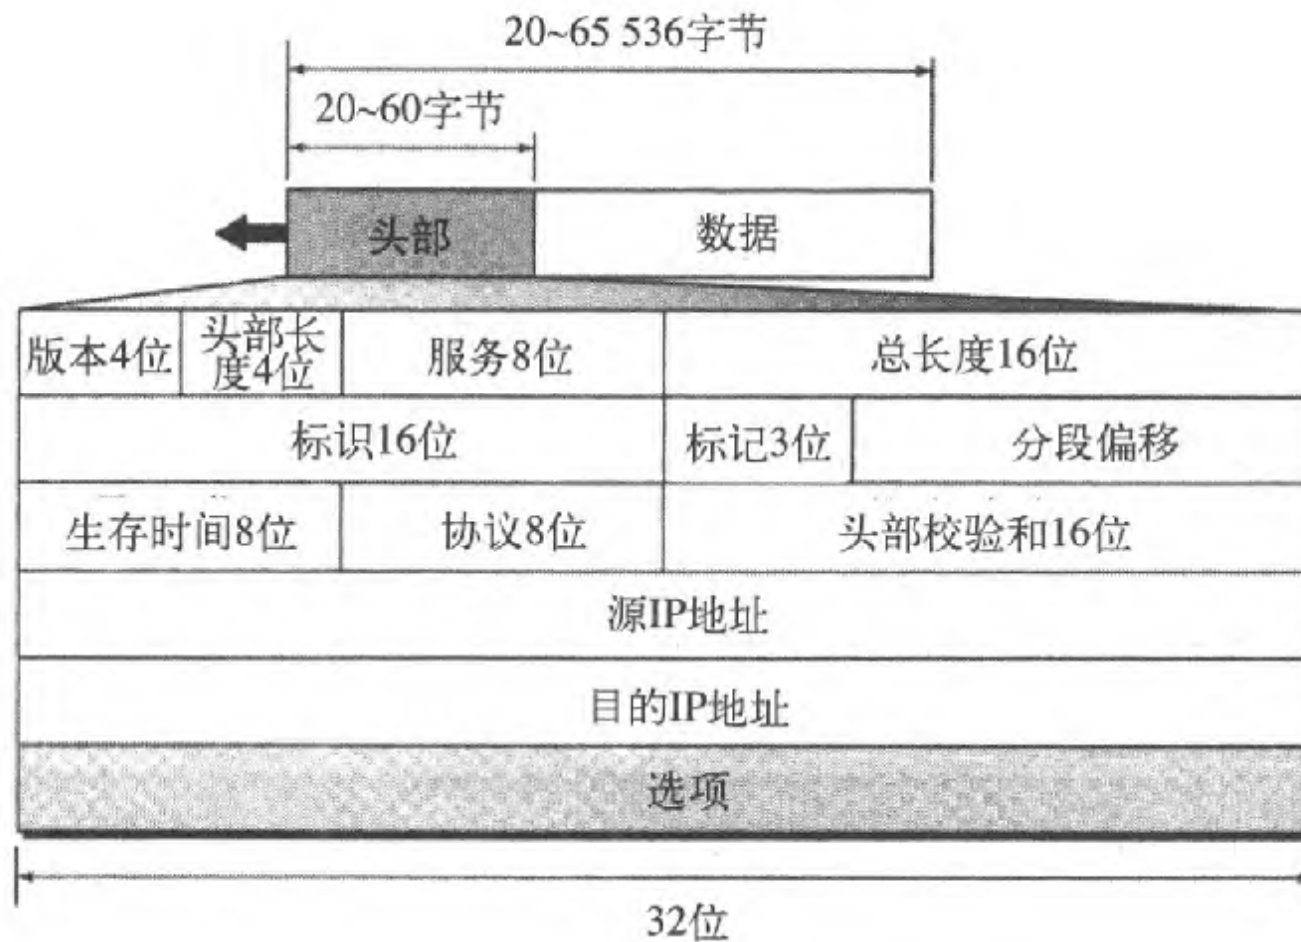 20~65 536字节
20~60字节
头部
数据
版本4位
头部长
度4位
服务8位
总长度16位
标识16位
标记3位
分段偏移
生存时间8位
协议8位
头部校验和16位
源IP地址
目的IP地址
选项
32位